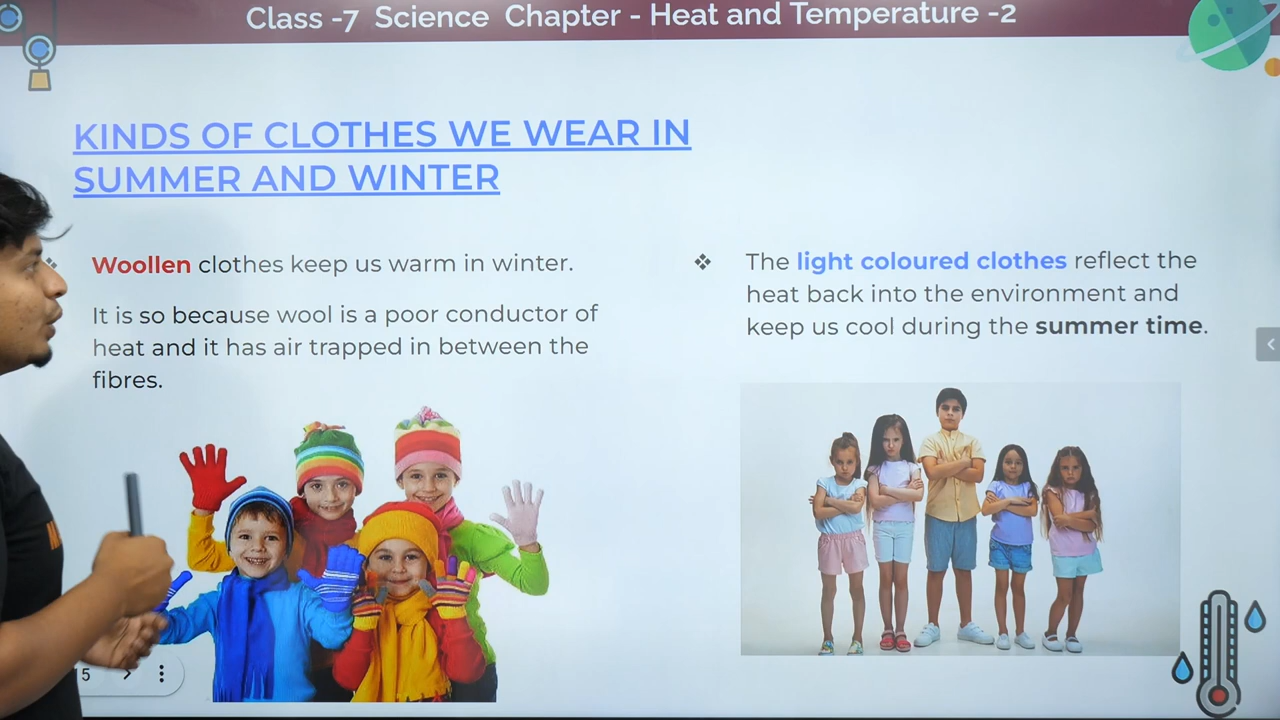 Class -7 Science Chapter - Heat and Temperature -2
KINDS OF CLOTHES WE WEAR IN
SUMMER AND WINTER
Woollen clothes keep us warm in winter.
It is so because wool is a poor conductor of
heat and it has air trapped in between the
fibres.
The light coloured clothes reflect the
heat back into the environment and
keep us cool during the summer time.